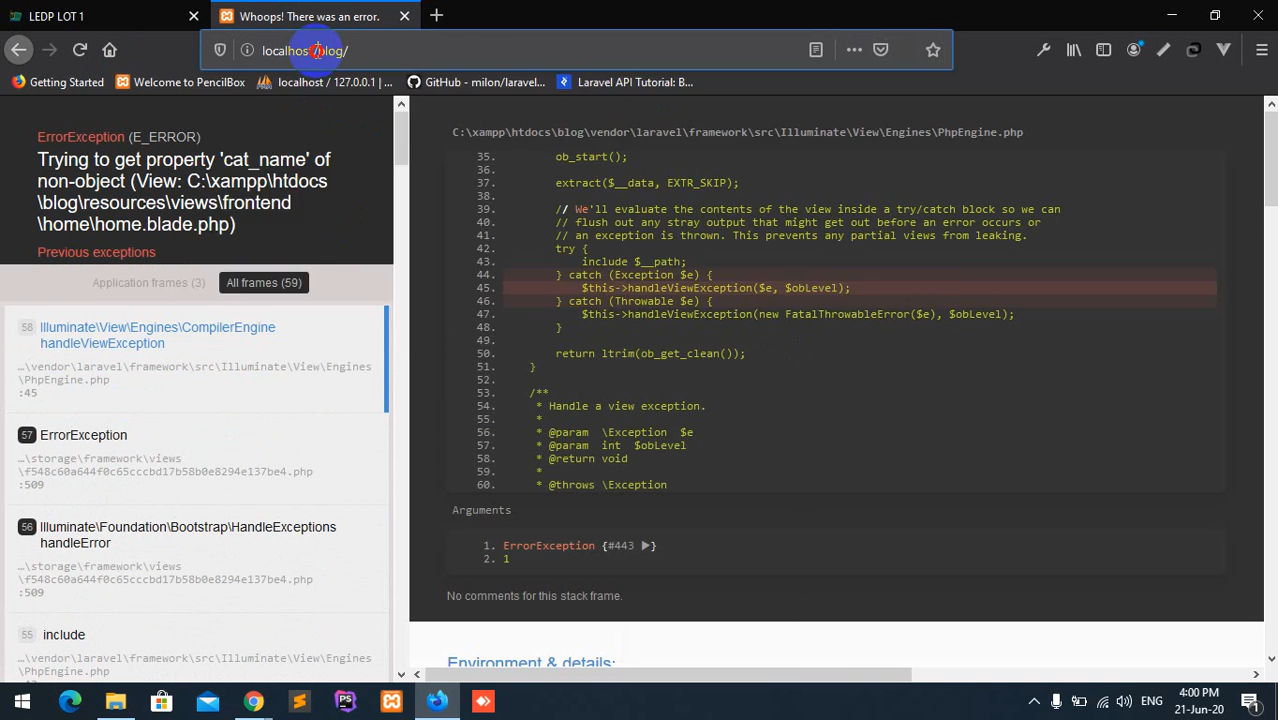 LEDP LOT 1
Whoops! There was an error.
localhost/blog/
Getting Started
Welcome to PencilBox
localhost / 127.0.0.1 | ...
GitHub - milon/laravel...
Laravel API Tutorial: B...
ErrorException (E_ERROR)
Trying to get property 'cat_name' of
non-object (View: C:\xampp\htdocs
\blog\resources\views\frontend
\home\home.blade.php)
Previous exceptions
Application frames (3)
All frames (59)
58 Illuminate\View\Engines\CompilerEngine
handleViewException
…\vendor\laravel\framework\src\Illuminate\View\Engines
\PhpEngine.php
:45
57 ErrorException
…\storage\framework\views
\f548c60a644f0c65cccbd17b58b0e8294e137be4.php
:509
56 Illuminate\Foundation\Bootstrap\HandleExceptions
handleError
…\storage\framework\views
\f548c60a644f0c65cccbd17b58b0e8294e137be4.php
:509
55 include
…\vendor\laravel\framework\src\Illuminate\View\Engines
\PhpEngine.php
C:\xampp\htdocs\blog\vendor\laravel\framework\src\Illuminate\View\Engines\PhpEngine.php
35. ob_start();
36.
37. extract($__data, EXTR_SKIP);
38.
39. // We'll evaluate the contents of the view inside a try/catch block so we can
40. // flush out any stray output that might get out before an error occurs or
41. // an exception is thrown. This prevents any partial views from leaking.
42. try {
43. include $__path;
44. } catch (Exception $e) {
45. $this->handleViewException($e, $obLevel);
46. } catch (Throwable $e) {
47. $this->handleViewException(new FatalThrowableError($e), $obLevel);
48. }
49.
50. return ltrim(ob_get_clean());
51. }
52.
53. /**
54. * Handle a view exception.
55. *
56. * @param \Exception $e
57. * @param int $obLevel
58. * @return void
59. *
60. * @throws \Exception
Arguments
1. ErrorException {#443 ▶}
2. 1
No comments for this stack frame.
Environment & details:
ENG
4:00 PM
21-Jun-20